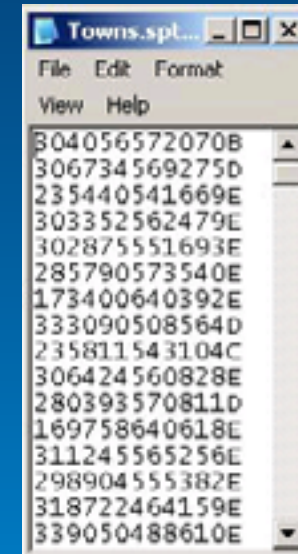 Towns.spt...
File Edit Format
View Help
304056572070B
306734569275D
235440541669E
303352562479E
302875551693E
285790573540E
173400640392E
333090508564D
235811543104C
306424560828E
280393570811D
169758640618E
311245565256E
298904555382E
318722464159E
339050488610E